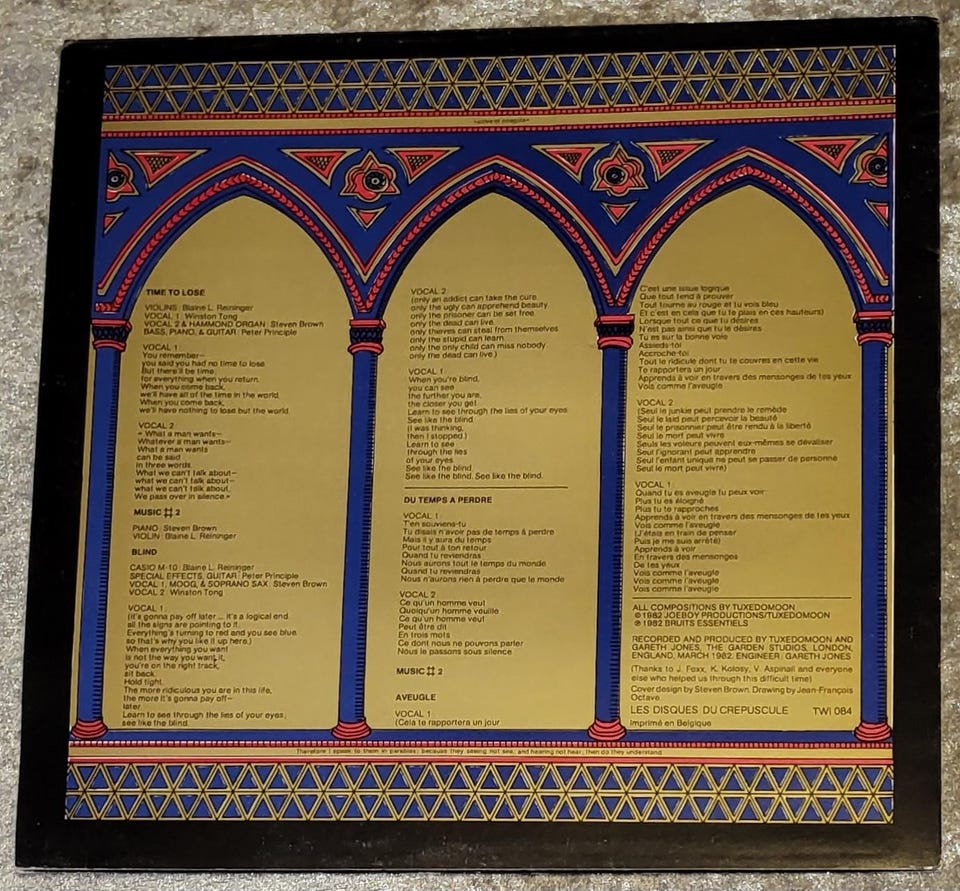 TIME TO LOSE
VIOLINS: Blaine L. Reininger
VOCAL 1: Winston Tong
VOCAL 2 & HAMMOND ORGAN: Steven Brown
BASS, PIANO, & GUITAR: Peter Principle
VOCAL 1:
You remember—
you said you had no time to lose
But there'll be time
for everything when you return.
When you come back,
we'll have all of the time in the world.
When you come back,
we'll have nothing to lose but the world.
VOCAL 2:
« What a man wants—
Whatever a man wants—
What a man wants
can be said
in three words.
What we can't talk about—
what we can't talk about—
what we can't talk about,
We pass over in silence.»
MUSIC # 2
PIANO: Steven Brown
VIOLIN: Blaine L. Reininger
BLIND
CASIO M-10: Blaine L. Reininger
SPECIAL EFFECTS, GUITAR: Peter Principle
VOCAL 1, MOOG, & SOPRANO SAX: Steven Brown
VOCAL 2: Winston Tong
VOCAL 1:
(It's gonna pay off later... It's a logical end.
all the signs are pointing to it.
Everything's turning to red and you see blue.
so that's why you like it up here.)
When everything you want
is not the way you want it,
you're on the right track,
sit back.
Hold tight.
The more ridiculous you are in this life,
the more it's gonna pay off—
later.
Learn to see through the lies of your eyes;
see like the blind.
VOCAL 2:
(only an addict can take the cure.
only the ugly can apprehend beauty.
only the prisoner can be set free.
only the dead can live.
only thieves can steal from themselves.
only the stupid can learn.
only the only child can miss nobody.
only the dead can live.)
VOCAL 1:
When you're blind,
you can see
the further you are,
the closer you get.
Learn to see through the lies of your eyes.
See like the blind.
(I was thinking,
then I stopped.)
Learn to see
through the lies
of your eyes.
See like the blind.
See like the blind. See like the blind.
DU TEMPS A PERDRE
VOCAL 1:
T'en souviens-tu
Tu disais n'avoir pas de temps à perdre
Mais il y aura du temps
Pour tout à ton retour
Quand tu reviendras
Nous aurons tout le temps du monde
Quand tu reviendras
Nous n'aurons rien à perdre que le monde
VOCAL 2:
Ce qu'un homme veut
Quoiqu'un homme veuille
Ce qu'un homme veut
Peut être dit
En trois mots
Ce dont nous ne pouvons parler
Nous le passons sous silence
MUSIC # 2
AVEUGLE
VOCAL 1:
(Cela te rapportera un jour
C'est une issue logique
Que tout tend à prouver
Tout tourne au rouge et tu vois bleu
Et c'est en cela que tu te plais en ces hauteurs)
Lorsque tout ce que tu désires
N'est pas ainsi que tu le désires
Tu es sur la bonne voie
Assieds-toi
Accroche-toi
Tout le ridicule dont tu te couvres en cette vie
Te rapportera un jour
Apprends à voir en travers des mensonges de tes yeux
Vois comme l'aveugle
VOCAL 2:
(Seul le junkie peut prendre le remède
Seul le laid peut percevoir la beauté
Seul le prisonnier peut être rendu à la liberté
Seul le mort peut vivre
Seuls les voleurs peuvent eux-mêmes se dévaliser
Seul l'ignorant peut apprendre
Seul l'enfant unique ne peut se passer de personne
Seul le mort peut vivre)
VOCAL 1:
Quand tu es aveugle tu peux voir
Plus tu es éloigné
Plus tu te rapproches
Apprends à voir en travers des mensonges de tes yeux
Vois comme l'aveugle
(J'étais en train de penser
Puis je me suis arrêté)
Apprends à voir
En travers des mensonges
De tes yeux
Vois comme l'aveugle
Vois comme l'aveugle
Vois comme l'aveugle
ALL COMPOSITIONS BY TUXEDOMOON
© 1982 JOEBOY PRODUCTIONS/TUXEDOMOON
℗ 1982 BRUITS ESSENTIELS
RECORDED AND PRODUCED BY TUXEDOMOON AND
GARETH JONES, THE GARDEN STUDIOS, LONDON,
ENGLAND, MARCH 1982: ENGINEER: GARETH JONES
(Thanks to J. Foxx, K. Kolosy, V. Aspinall and everyone
else who helped us through this difficult time)
Cover design by Steven Brown. Drawing by Jean-François
Octave.
LES DISQUES DU CREPUSCULE TWI 084
Imprimé en Belgique
Therefore I speak to them in parables; because they seeing not see; and hearing not hear, Then do they understand.